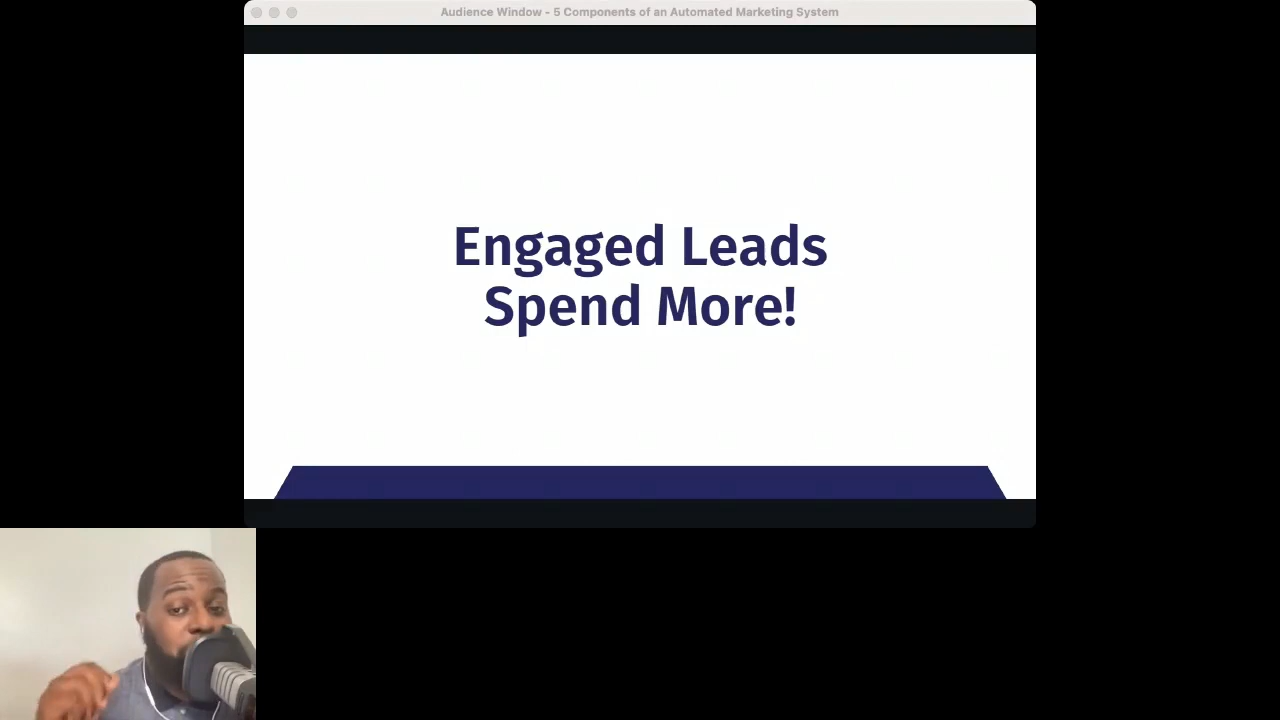 Audience Window - 5 Components of an Automated Marketing System
Engaged Leads
Spend More!